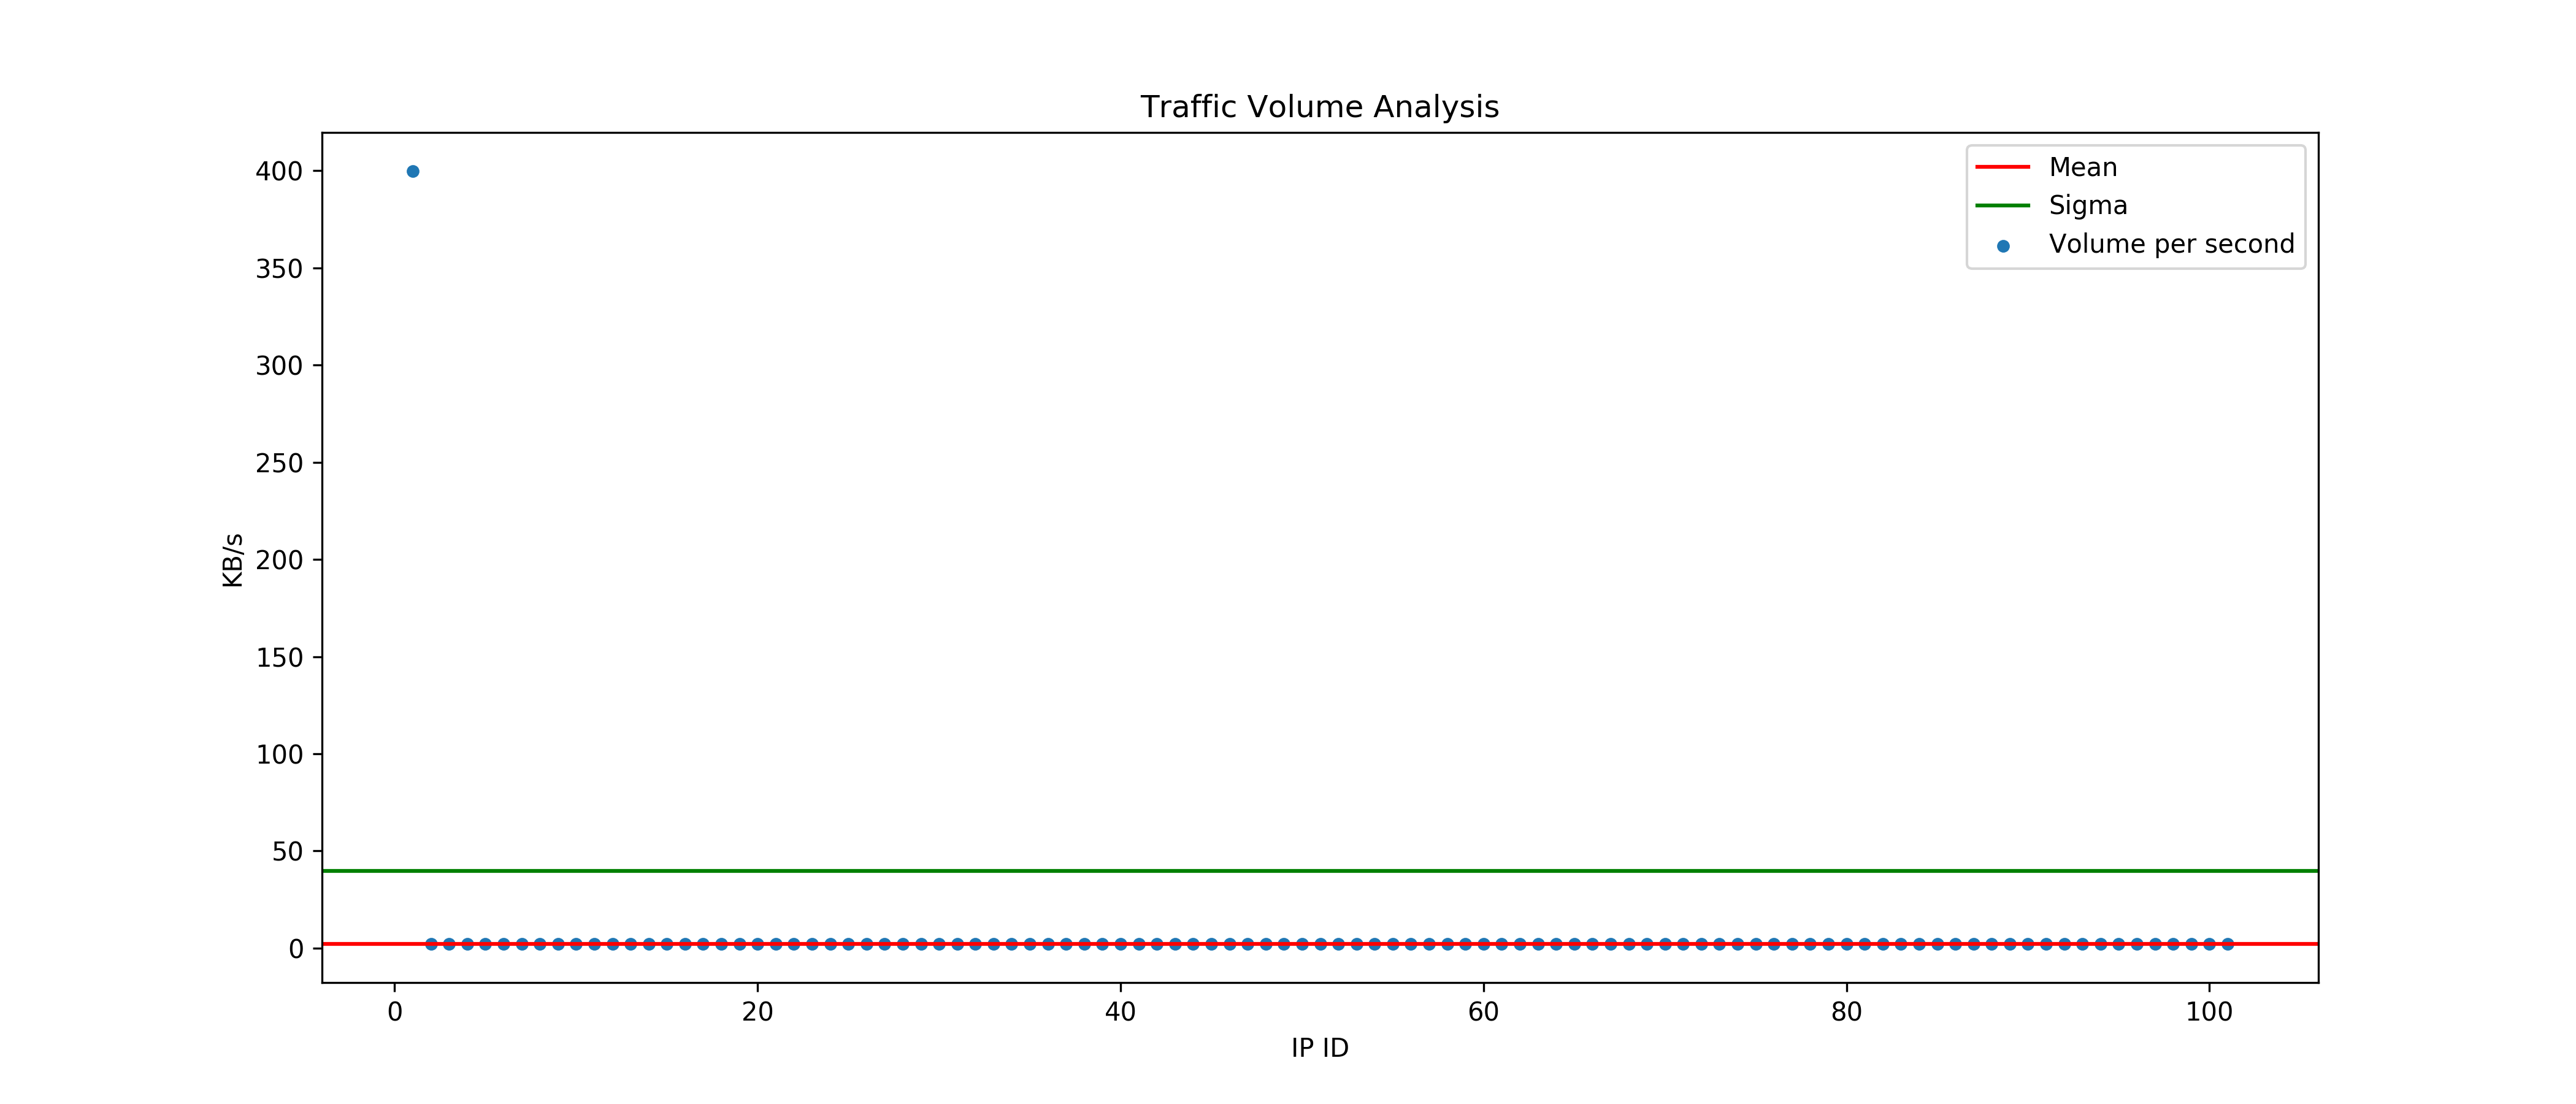 Traffic Volume Analysis
Mean
Sigma
Volume per second
400
350
300
250
200
150
100
50
0
KB/s
0 20 40 60 80 100
IP ID